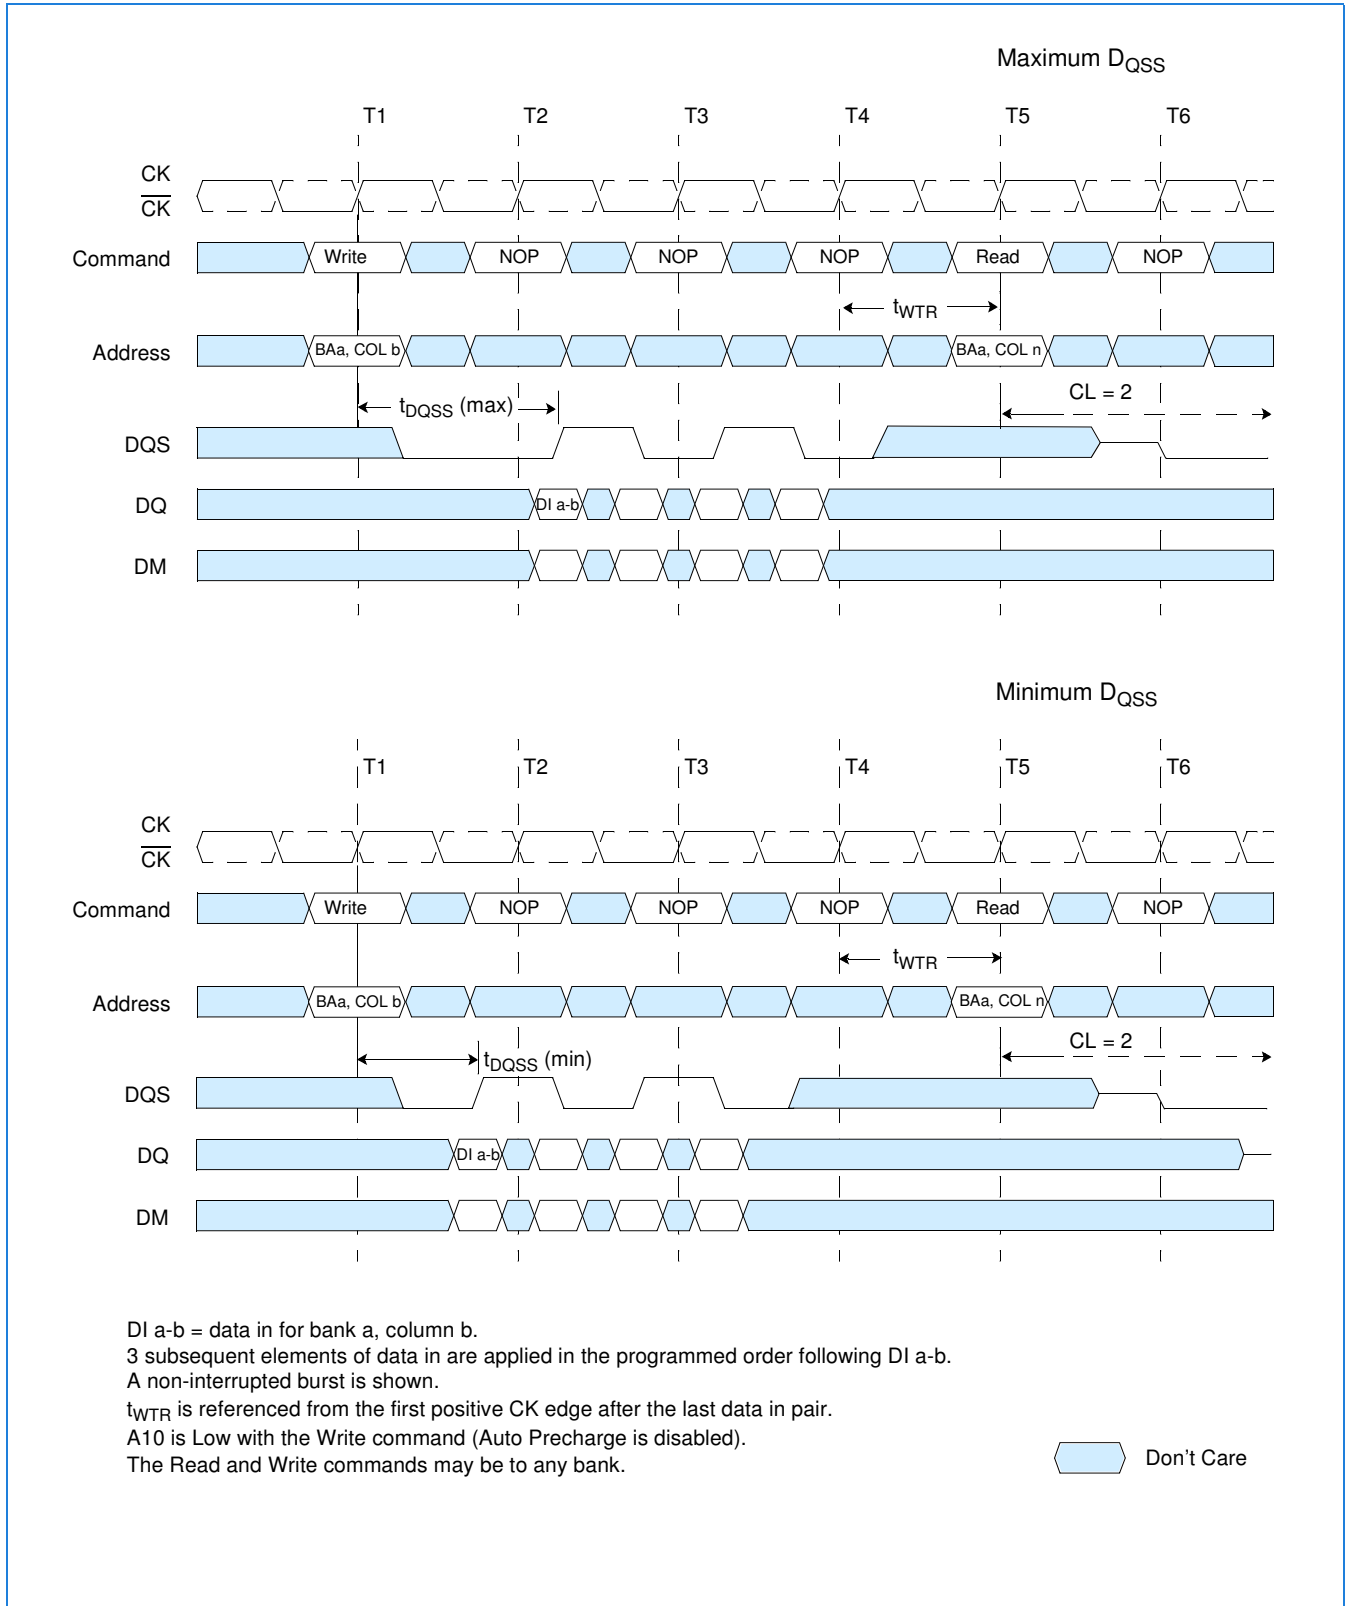 Maximum DQSS
T1 T2 T3 T4 T5 T6
CK
CK
Command Write NOP NOP NOP Read NOP
tWTR
Address BAa, COL b BAa, COL n
tDQSS (max) CL = 2
DQS
DQ DI a-b
DM
Minimum DQSS
T1 T2 T3 T4 T5 T6
CK
CK
Command Write NOP NOP NOP Read NOP
tWTR
Address BAa, COL b BAa, COL n
tDQSS (min) CL = 2
DQS
DQ DI a-b
DM
DI a-b = data in for bank a, column b.
3 subsequent elements of data in are applied in the programmed order following DI a-b.
A non-interrupted burst is shown.
tWTR is referenced from the first positive CK edge after the last data in pair.
A10 is Low with the Write command (Auto Precharge is disabled).
The Read and Write commands may be to any bank.
Don't Care